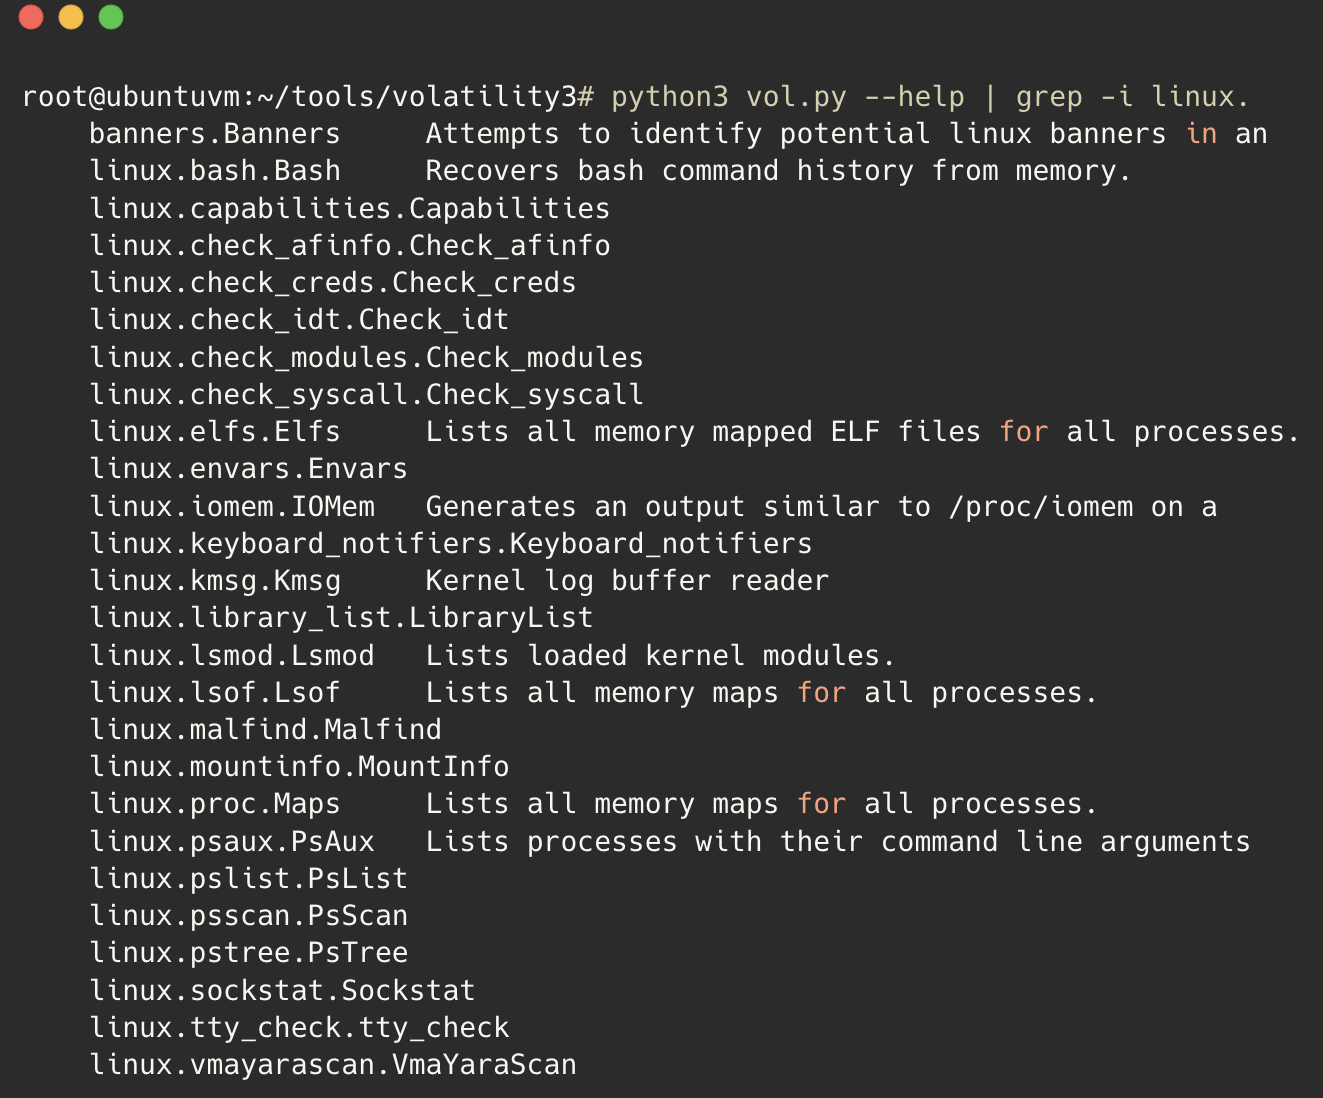 root@ubuntuvm:~/tools/volatility3# python3 vol.py --help | grep -i linux.
    banners.Banners     Attempts to identify potential linux banners in an
    linux.bash.Bash     Recovers bash command history from memory.
    linux.capabilities.Capabilities
    linux.check_afinfo.Check_afinfo
    linux.check_creds.Check_creds
    linux.check_idt.Check_idt
    linux.check_modules.Check_modules
    linux.check_syscall.Check_syscall
    linux.elfs.Elfs     Lists all memory mapped ELF files for all processes.
    linux.envars.Envars
    linux.iomem.IOMem   Generates an output similar to /proc/iomem on a
    linux.keyboard_notifiers.Keyboard_notifiers
    linux.kmsg.Kmsg     Kernel log buffer reader
    linux.library_list.LibraryList
    linux.lsmod.Lsmod   Lists loaded kernel modules.
    linux.lsof.Lsof     Lists all memory maps for all processes.
    linux.malfind.Malfind
    linux.mountinfo.MountInfo
    linux.proc.Maps     Lists all memory maps for all processes.
    linux.psaux.PsAux   Lists processes with their command line arguments
    linux.pslist.PsList
    linux.psscan.PsScan
    linux.pstree.PsTree
    linux.sockstat.Sockstat
    linux.tty_check.tty_check
    linux.vmayarascan.VmaYaraScan